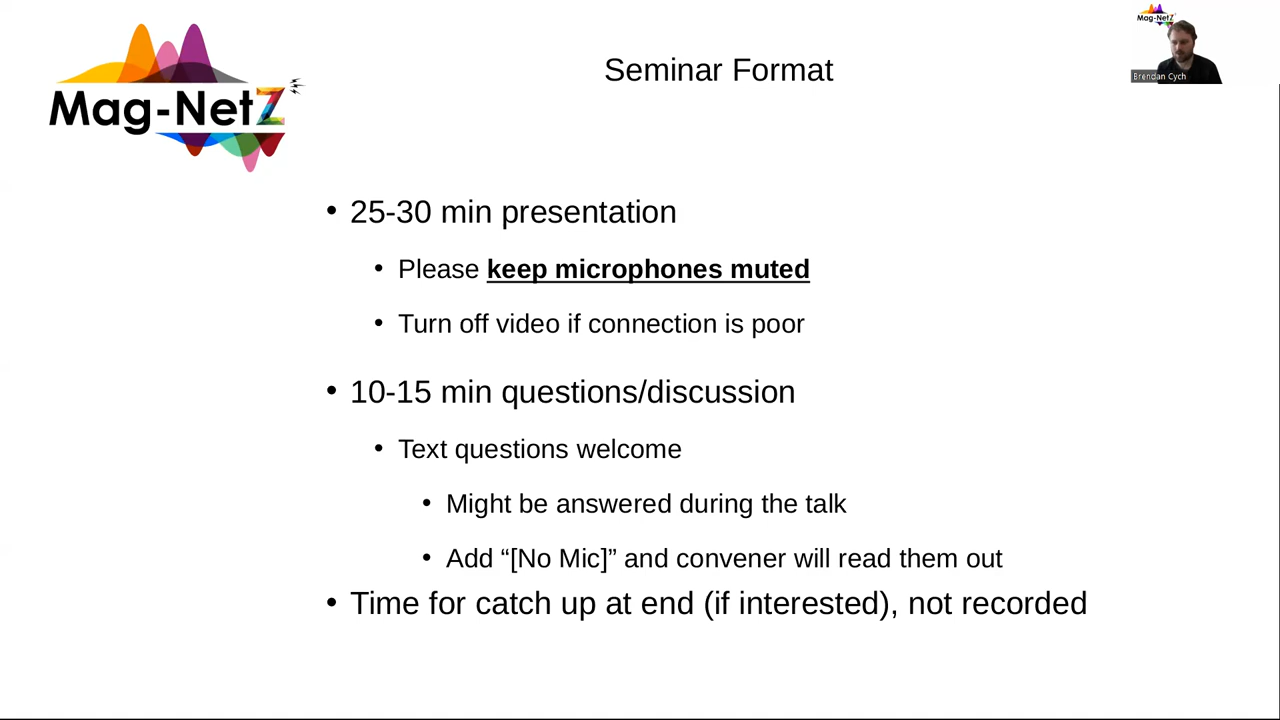 Mag-NetZ
Seminar Format
Mag-NetZ
Brendan Cych
• 25-30 min presentation
• Please keep microphones muted
• Turn off video if connection is poor
• 10-15 min questions/discussion
• Text questions welcome
• Might be answered during the talk
• Add “[No Mic]” and convener will read them out
• Time for catch up at end (if interested), not recorded